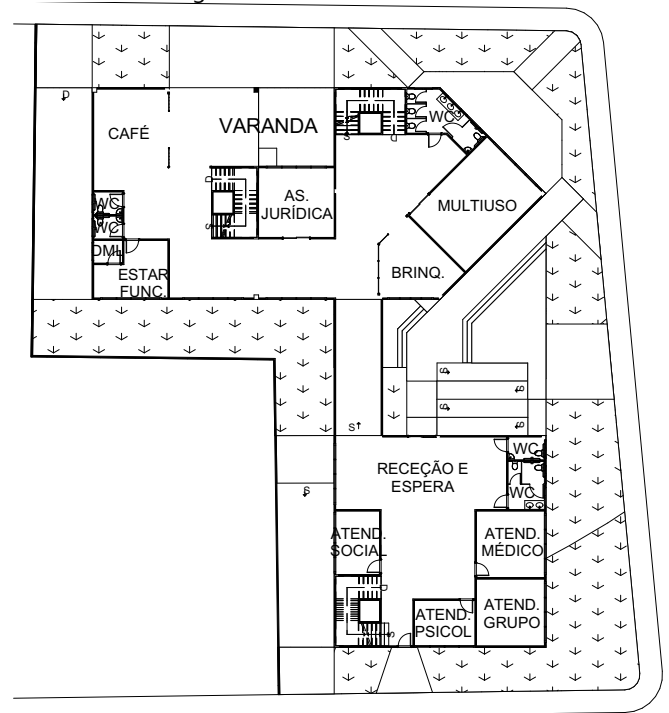 CAFÉ
VARANDA
WC
AS.
JURÍDICA
MULTIUSO
WC
WC
DML
ESTAR
FUNC.
BRINQ.
D
S
D
D
S
S
S
S
S
S
S
RECEÇÃO E
ESPERA
WC
WC
S
ATEND.
SOCIAL
ATEND.
MÉDICO
D
S
ATEND.
PSICOL
ATEND.
GRUPO